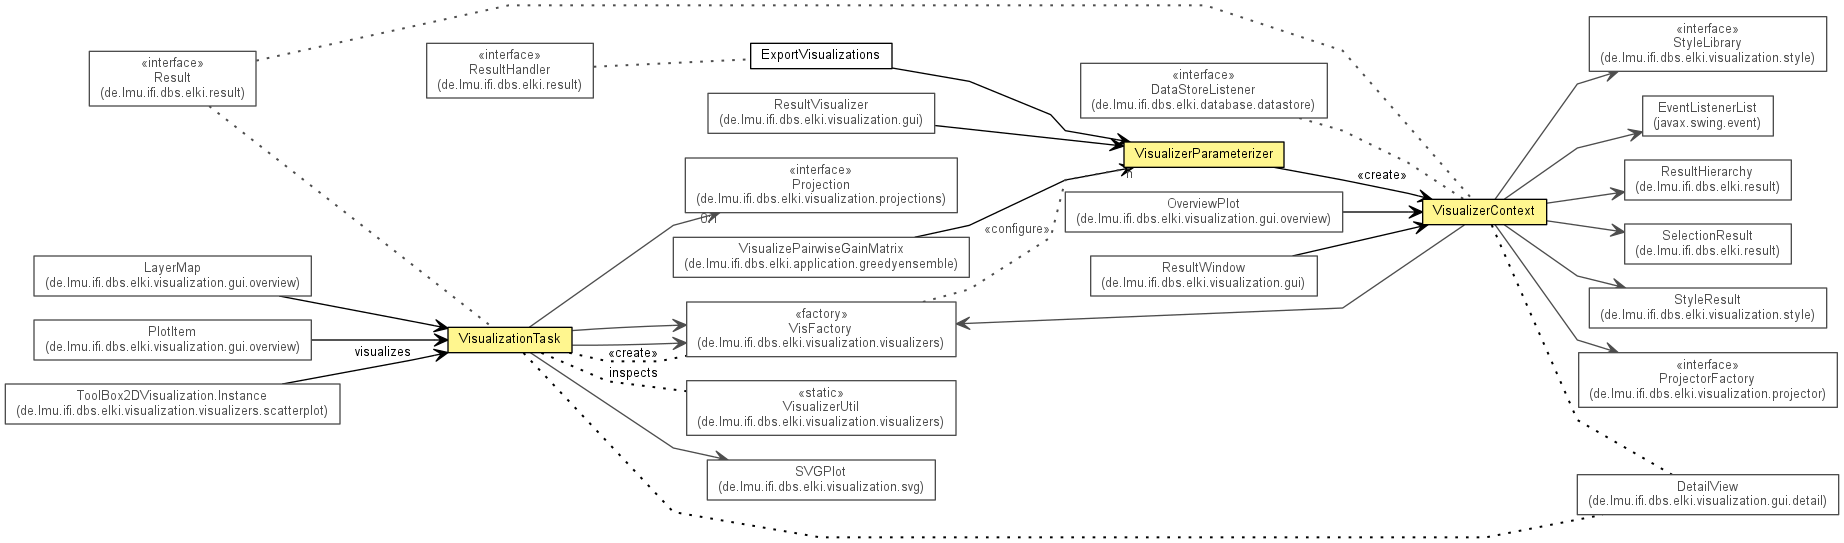 «interface»
Result
(de.lmu.ifi.dbs.elki.result)
«interface»
ResultHandler
(de.lmu.ifi.dbs.elki.result)
ExportVisualizations
«interface»
StyleLibrary
(de.lmu.ifi.dbs.elki.visualization.style)
«interface»
DataStoreListener
(de.lmu.ifi.dbs.elki.database.datastore)
ResultVisualizer
(de.lmu.ifi.dbs.elki.visualization.gui)
EventListenerList
(javax.swing.event)
VisualizerParameterizer
n
«create»
«interface»
Projection
(de.lmu.ifi.dbs.elki.visualization.projections)
ResultHierarchy
(de.lmu.ifi.dbs.elki.result)
OverviewPlot
(de.lmu.ifi.dbs.elki.visualization.gui.overview)
VisualizerContext
«configure»
VisualizePairwiseGainMatrix
(de.lmu.ifi.dbs.elki.application.greedyensemble)
SelectionResult
(de.lmu.ifi.dbs.elki.result)
LayerMap
(de.lmu.ifi.dbs.elki.visualization.gui.overview)
ResultWindow
(de.lmu.ifi.dbs.elki.visualization.gui)
StyleResult
(de.lmu.ifi.dbs.elki.visualization.style)
PlotItem
(de.lmu.ifi.dbs.elki.visualization.gui.overview)
visualizes
VisualizationTask
«factory»
VisFactory
(de.lmu.ifi.dbs.elki.visualization.visualizers)
«create»
inspects
«interface»
ProjectorFactory
(de.lmu.ifi.dbs.elki.visualization.projector)
ToolBox2DVisualization.Instance
(de.lmu.ifi.dbs.elki.visualization.visualizers.scatterplot)
«static»
VisualizerUtil
(de.lmu.ifi.dbs.elki.visualization.visualizers)
SVGPlot
(de.lmu.ifi.dbs.elki.visualization.svg)
DetailView
(de.lmu.ifi.dbs.elki.visualization.gui.detail)